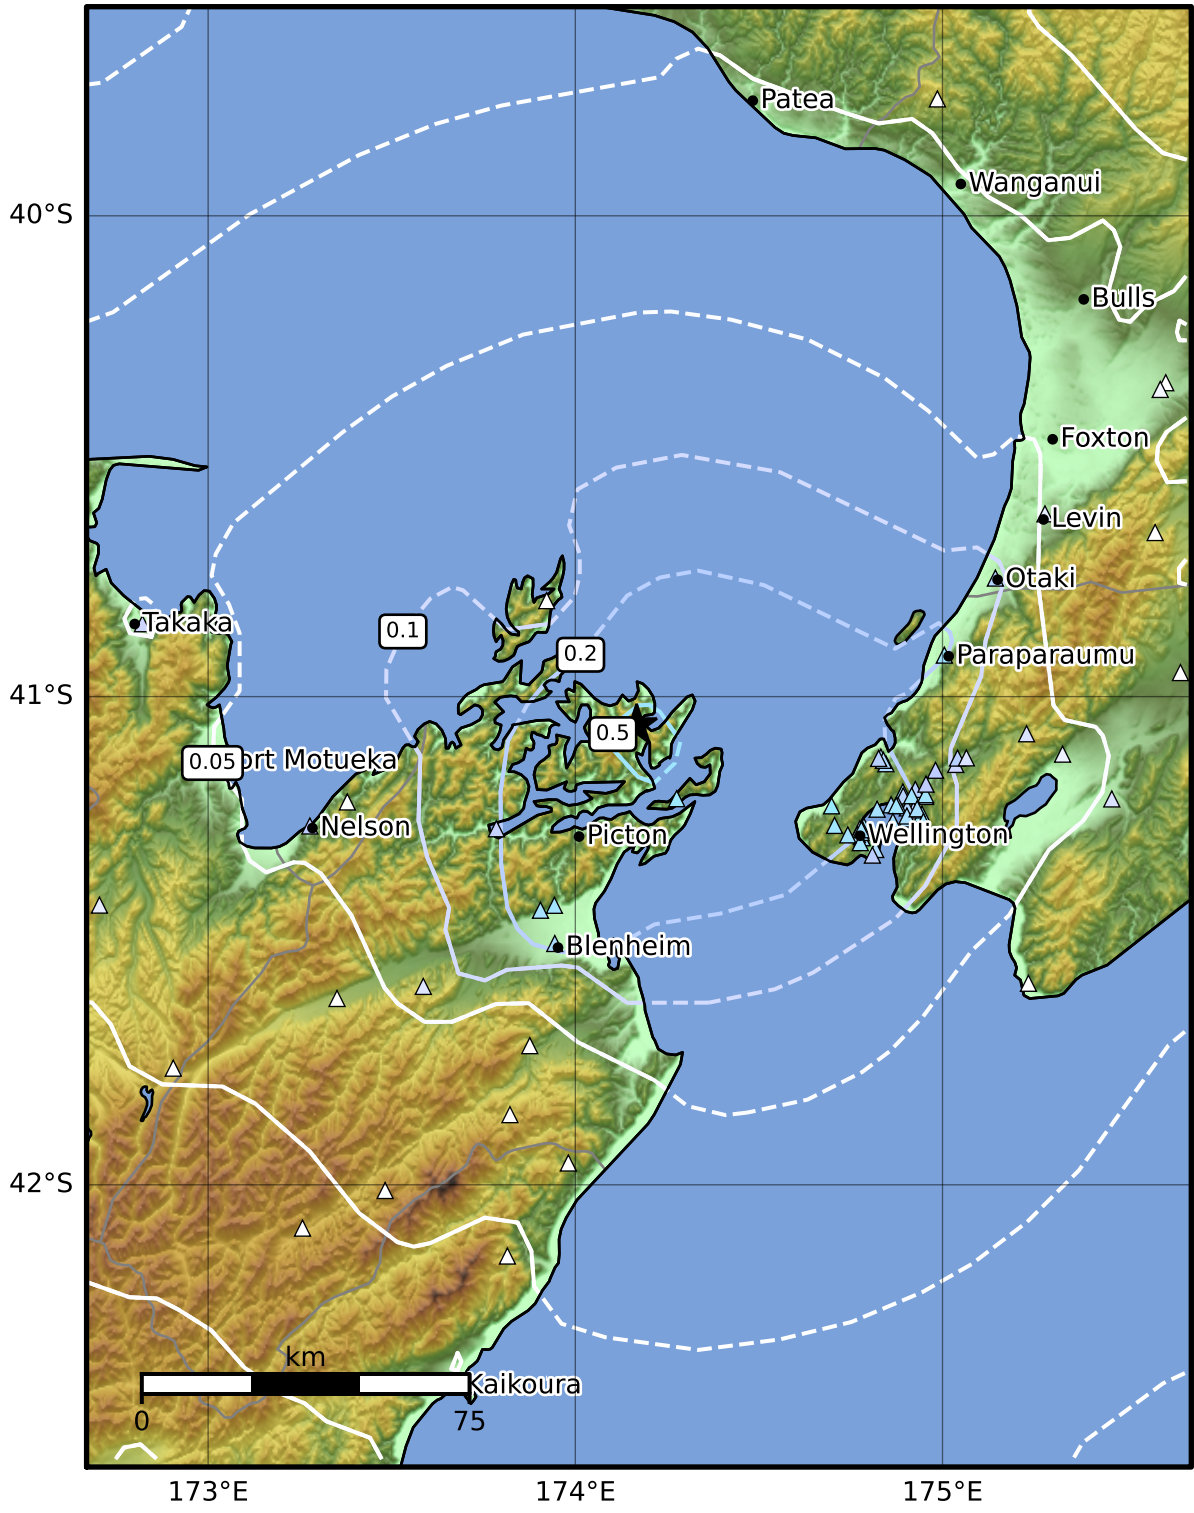 Patea
Wanganui
40°S
Bulls
Foxton
Levin
Otaki
Takaka
0.1
0.2
Paraparaumu
41°S
0.5
0.05
ort Motueka
Nelson
Picton
Wellington
Blenheim
42°S
km
Kaikoura
0
75
173°E
174°E
175°E